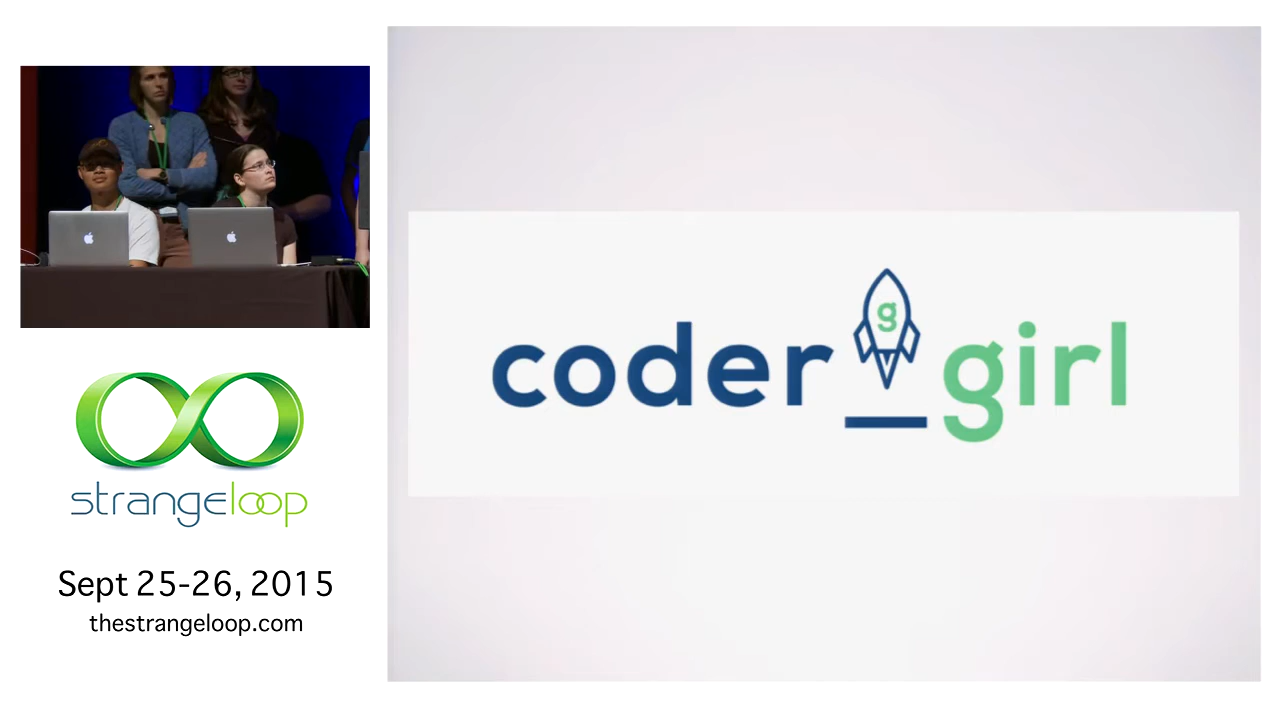 coder_girl
g
strangeloop
Sept 25-26, 2015
thestrangeloop.com